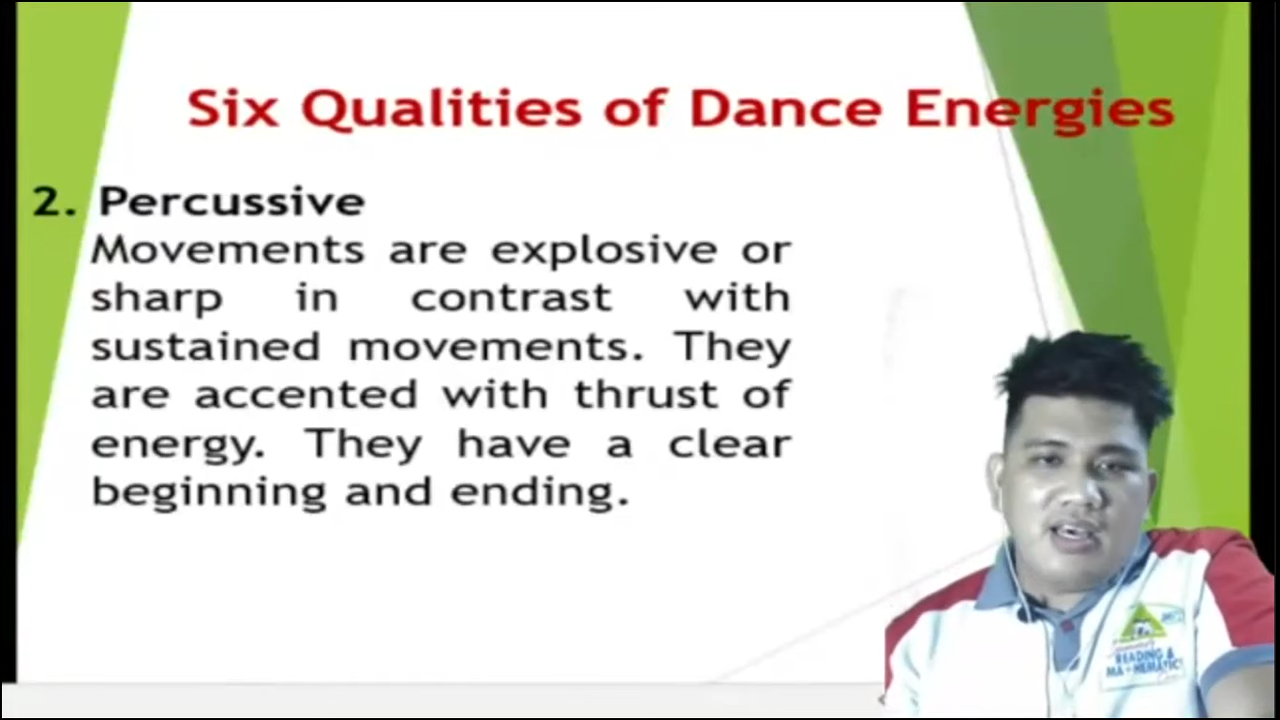 Six Qualities of Dance Energies
2. Percussive
Movements are explosive or
sharp in contrast with
sustained movements. They
are accented with thrust of
energy. They have a clear
beginning and ending.
READING &